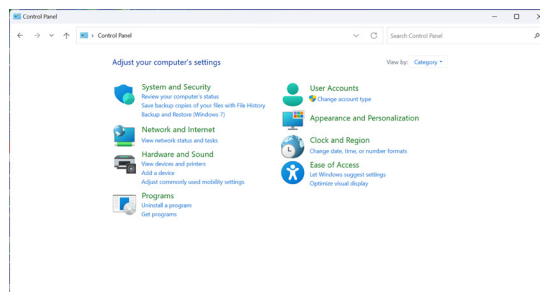 Control Panel
Control Panel
Search Control Panel
Adjust your computer's settings
View by: Category
System and Security
Review your computer's status
Save backup copies of your files with File History
Backup and Restore (Windows 7)
Network and Internet
View network status and tasks
Hardware and Sound
View devices and printers
Add a device
Adjust commonly used mobility settings
Programs
Uninstall a program
Get programs
User Accounts
Change account type
Appearance and Personalization
Clock and Region
Change date, time, or number formats
Ease of Access
Let Windows suggest settings
Optimize visual display